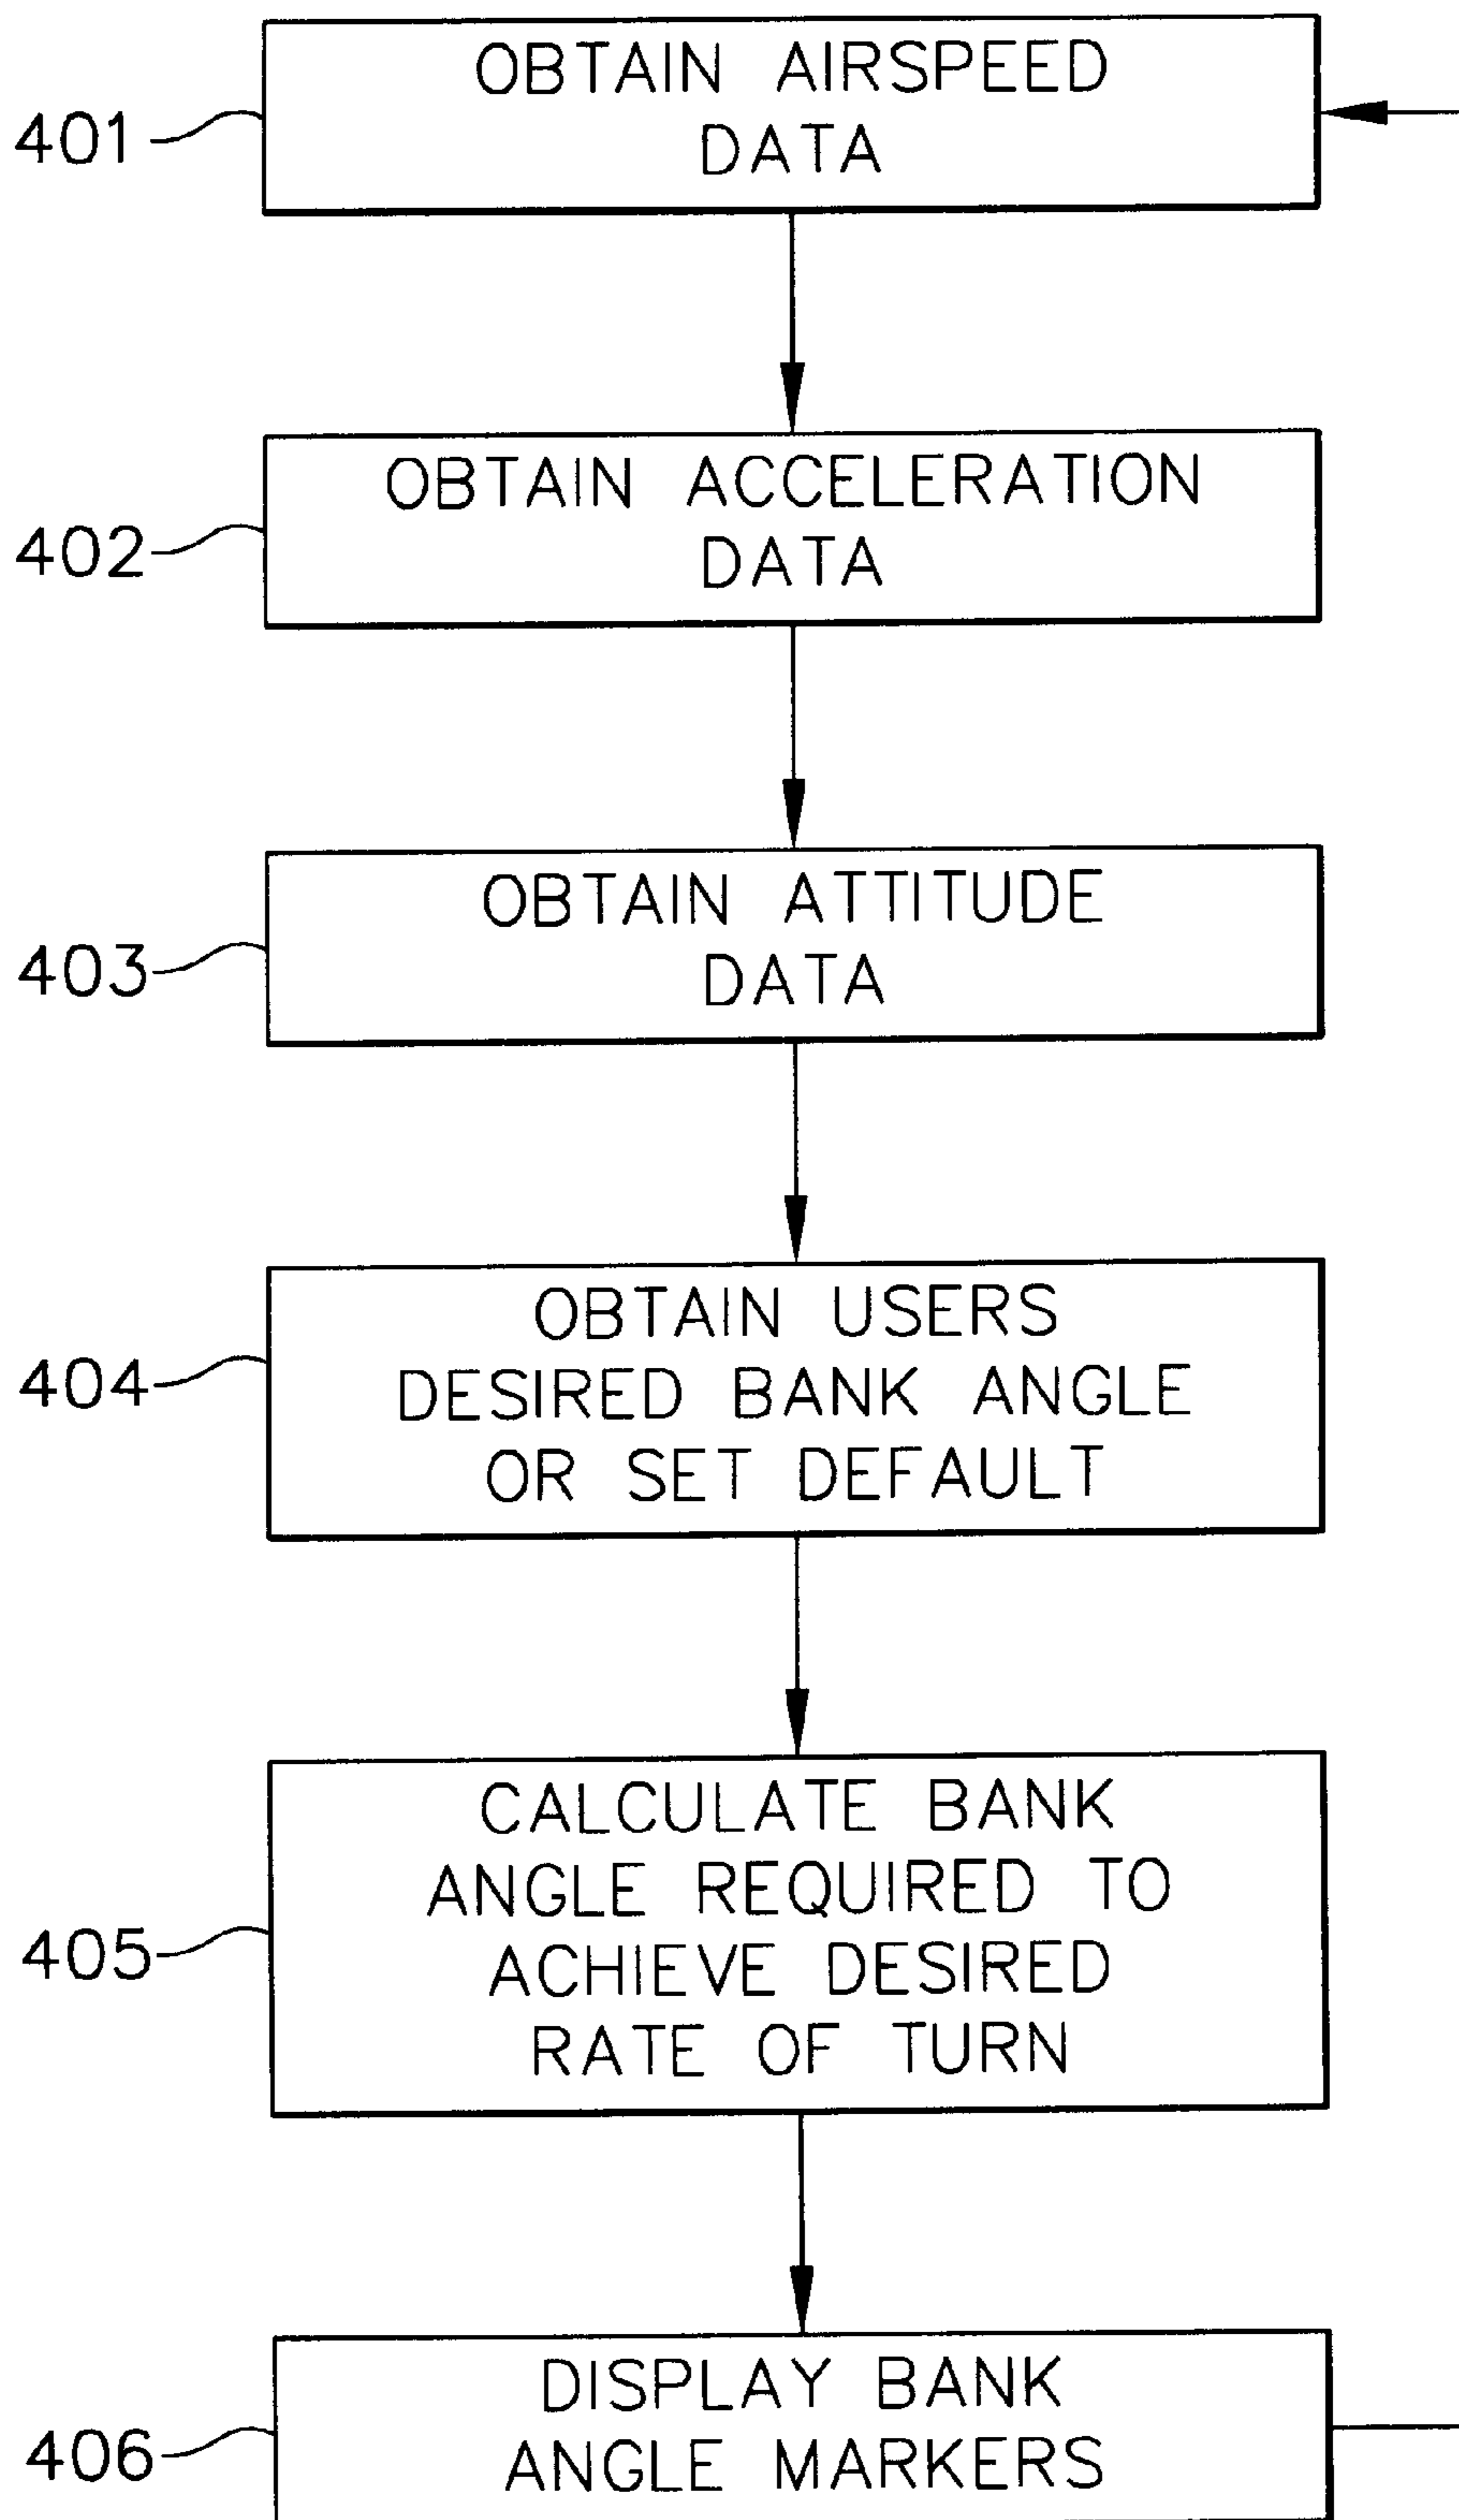 OBTAIN AIRSPEED
DATA
401
OBTAIN ACCELERATION
DATA
402
OBTAIN ATTITUDE
DATA
403
OBTAIN USERS
DESIRED BANK ANGLE
OR SET DEFAULT
404
CALCULATE BANK
ANGLE REQUIRED TO
ACHIEVE DESIRED
RATE OF TURN
405
DISPLAY BANK
ANGLE MARKERS
406